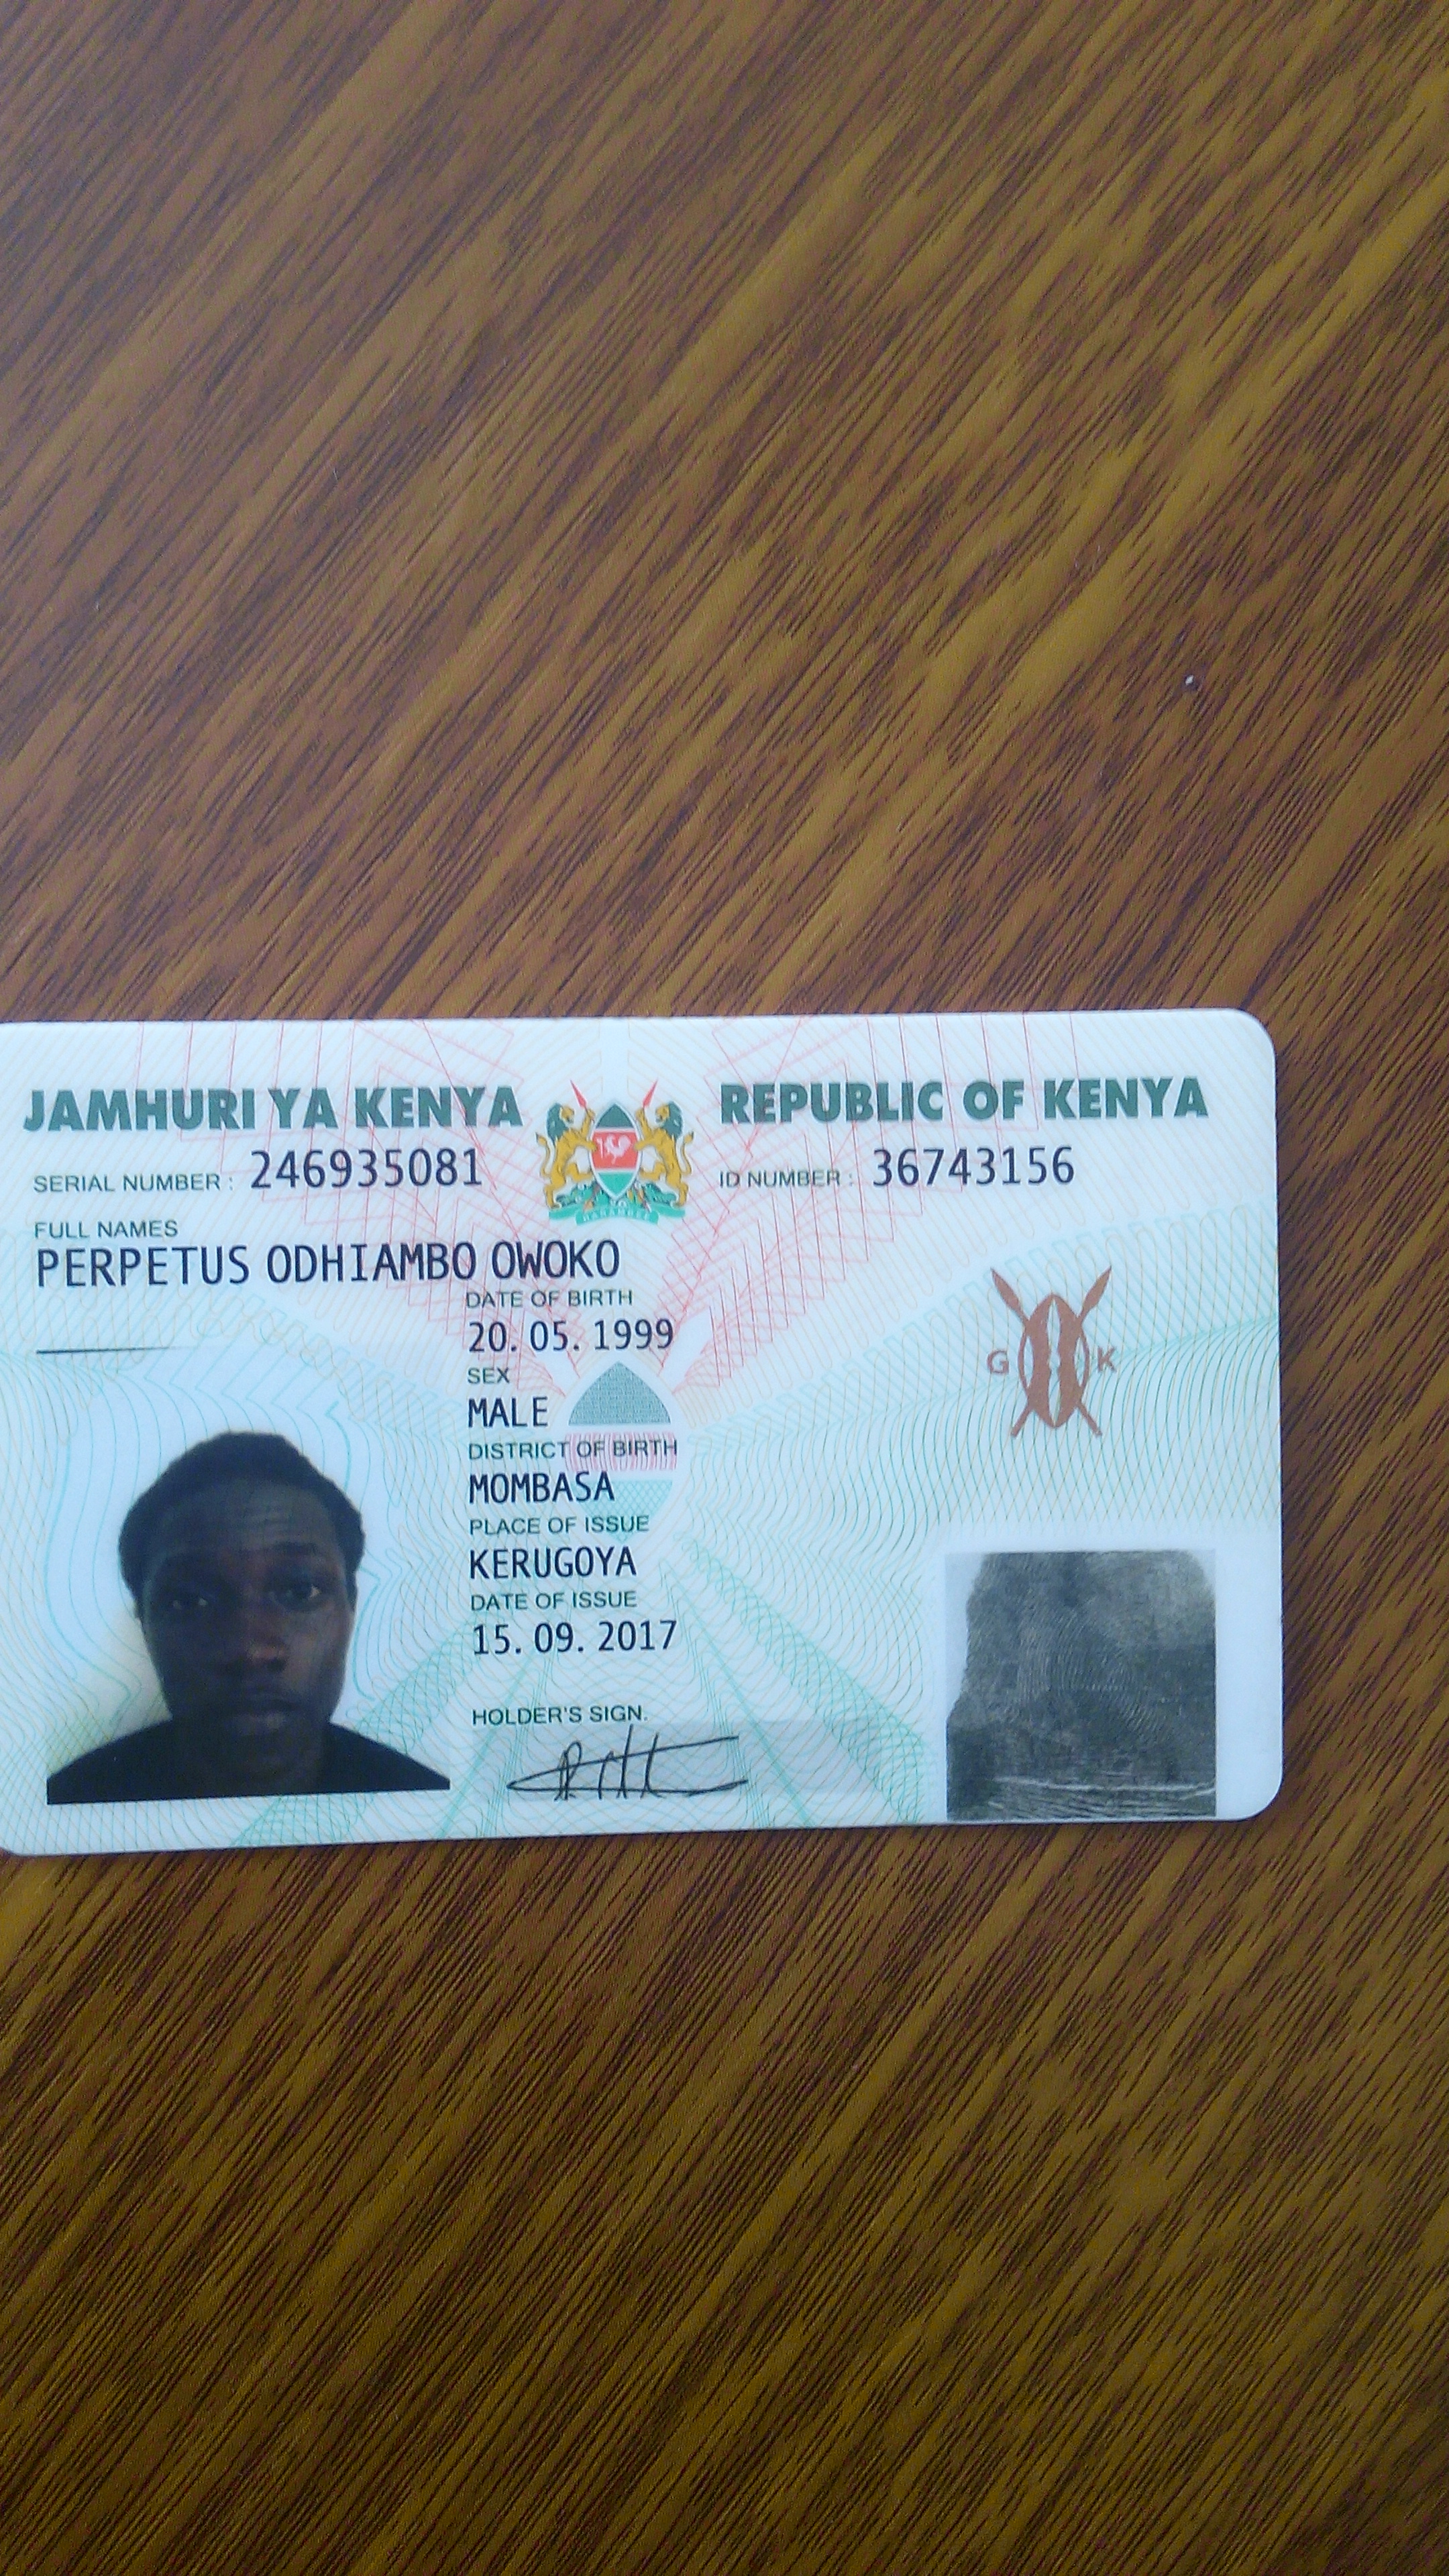 JAMHURI YA KENYA REPUBLIC OF KENYA
SERIAL NUMBER : 246935081 ID NUMBER : 36743156
FULL NAMES
PERPETUS ODHIAMBO OWOKO
DATE OF BIRTH
20. 05. 1999
SEX
MALE
DISTRICT OF BIRTH
MOMBASA
PLACE OF ISSUE
KERUGOYA
DATE OF ISSUE
15. 09. 2017
HOLDER'S SIGN.
G K
HARAMBEE